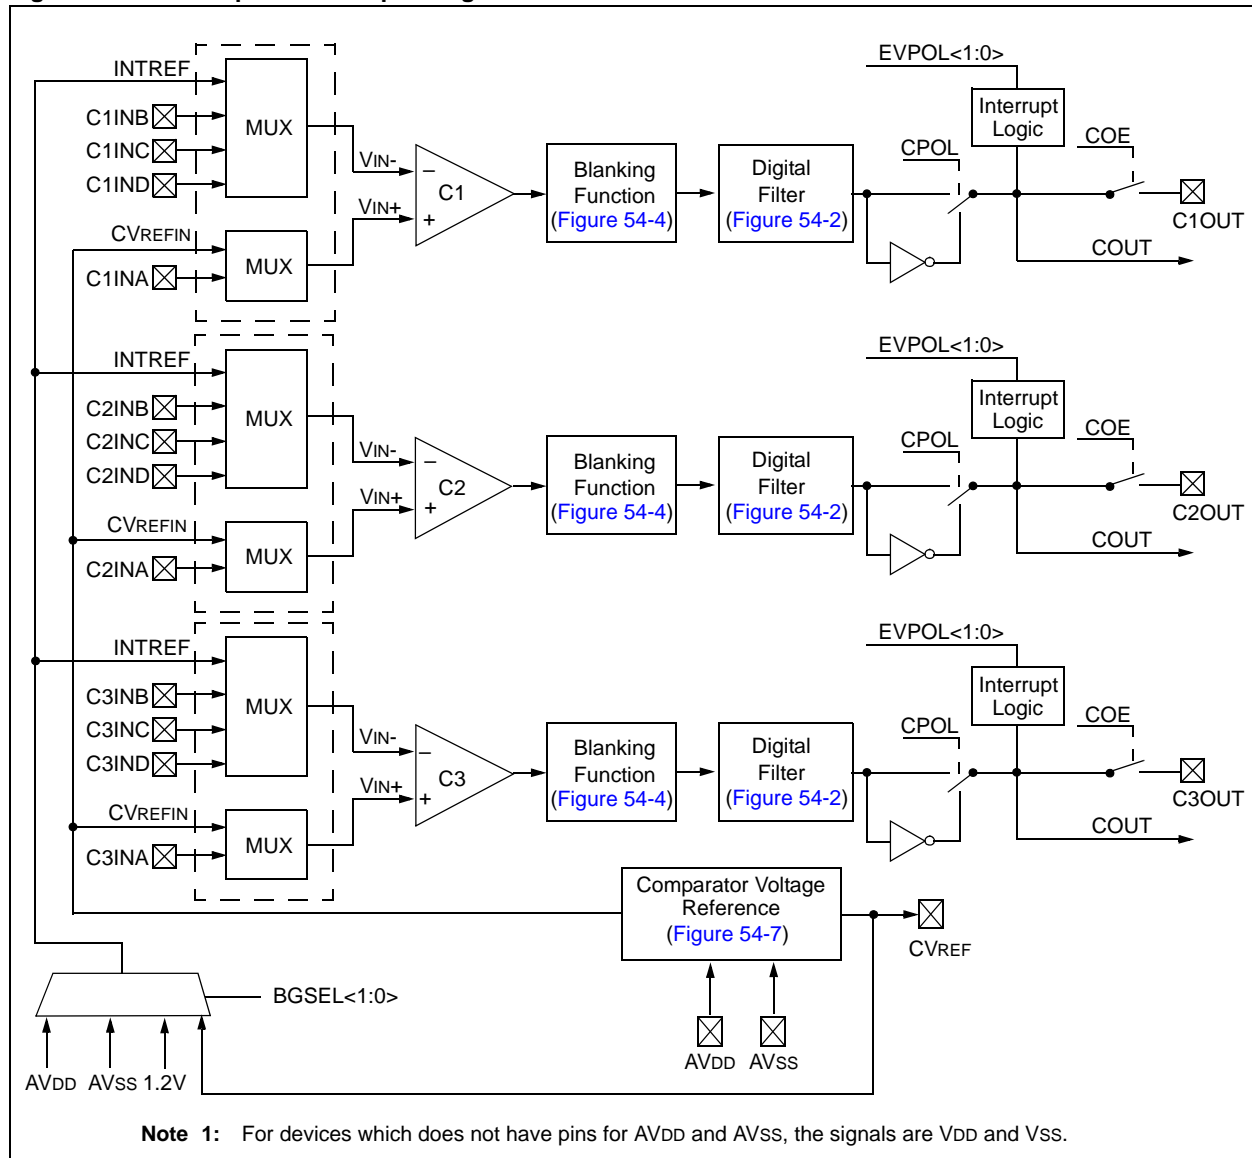 INTREF
C1INB
C1INC
C1IND
MUX
CVREFIN
C1INA
MUX
VIN-
VIN+
–
+
C1
Blanking
Function
(Figure 54-4)
Digital
Filter
(Figure 54-2)
EVPOL<1:0>
Interrupt
Logic
CPOL
COE
C1OUT
COUT
INTREF
C2INB
C2INC
C2IND
MUX
CVREFIN
C2INA
MUX
VIN-
VIN+
–
+
C2
Blanking
Function
(Figure 54-4)
Digital
Filter
(Figure 54-2)
EVPOL<1:0>
Interrupt
Logic
CPOL
COE
C2OUT
COUT
INTREF
C3INB
C3INC
C3IND
MUX
CVREFIN
C3INA
MUX
VIN-
VIN+
–
+
C3
Blanking
Function
(Figure 54-4)
Digital
Filter
(Figure 54-2)
EVPOL<1:0>
Interrupt
Logic
CPOL
COE
C3OUT
COUT
Comparator Voltage
Reference
(Figure 54-7)
CVREF
AVDD
AVSS
BGSEL<1:0>
AVDD AVSS 1.2V
Note 1: For devices which does not have pins for AVDD and AVSS, the signals are VDD and VSS.